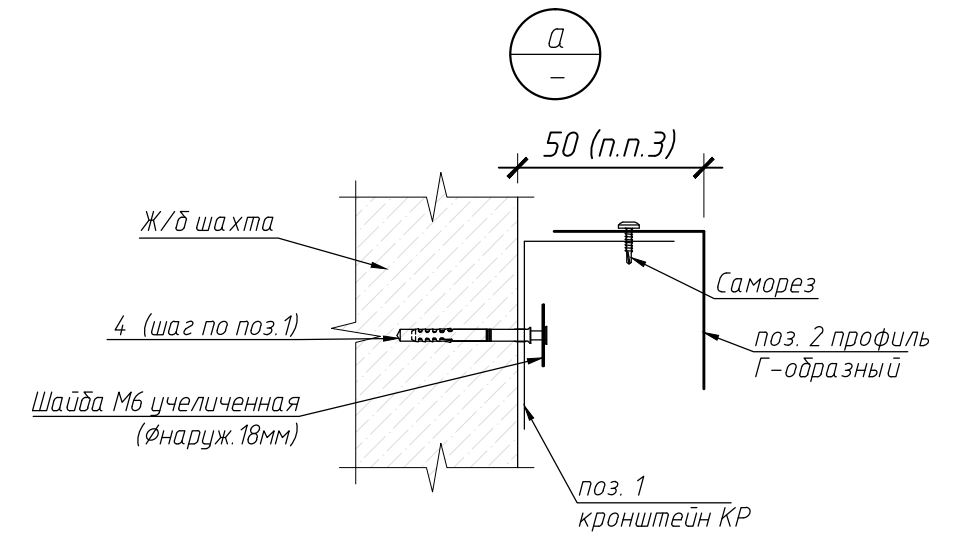 а
-
50 (п.п.3)
Ж/б шахта
Саморез
4 (шаг по поз.1)
поз. 2 профиль
Г-образный
Шайба М6 учеличенная
(Фнаруж.18мм)
поз. 1
кронштейн КР